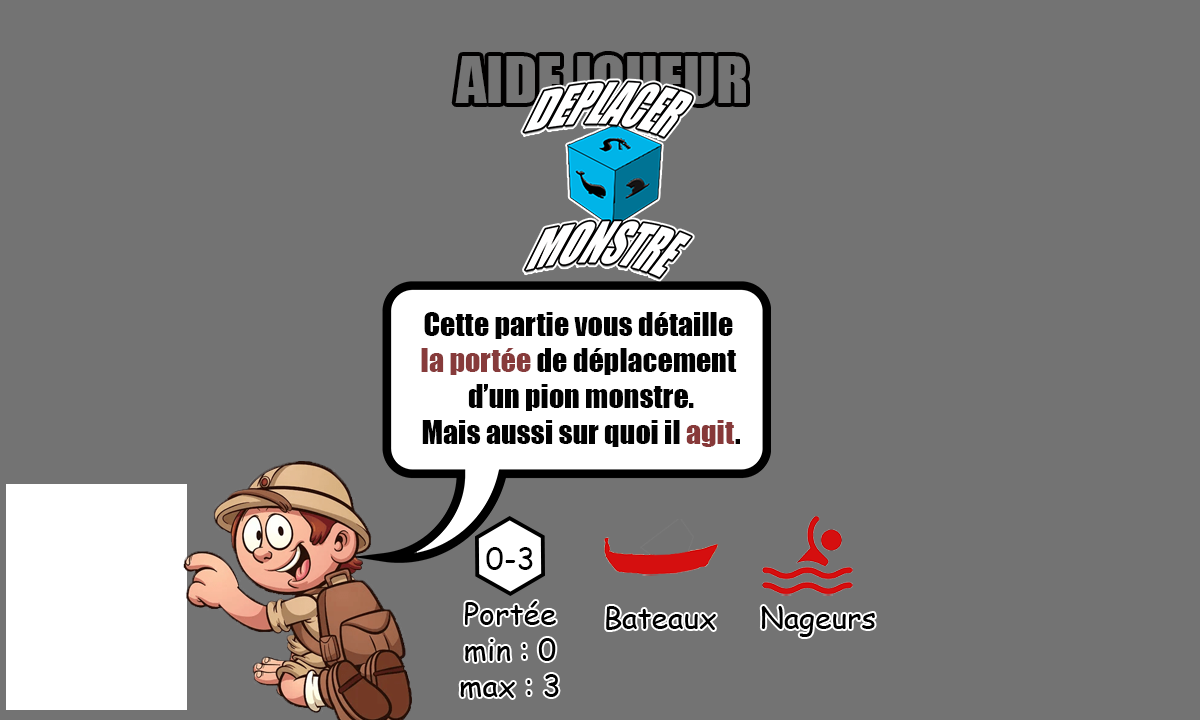 AIDE JOUEUR
DEPLACER
MONSTRE
Cette partie vous détaille
la portée de déplacement
d'un pion monstre.
Mais aussi sur quoi il agit.
0-3
Portée
min : 0
max : 3
Bateaux
Nageurs